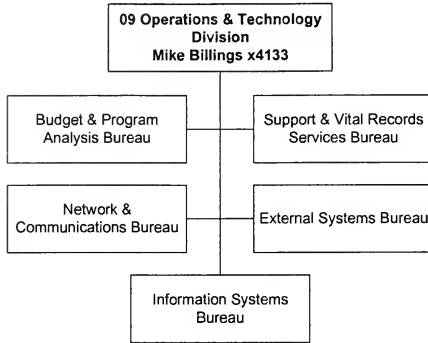 09 Operations & Technology
Division
Mike Billings x4133
Budget & Program
Analysis Bureau
Support & Vital Records
Services Bureau
Network &
Communications Bureau
External Systems Bureau
Information Systems
Bureau